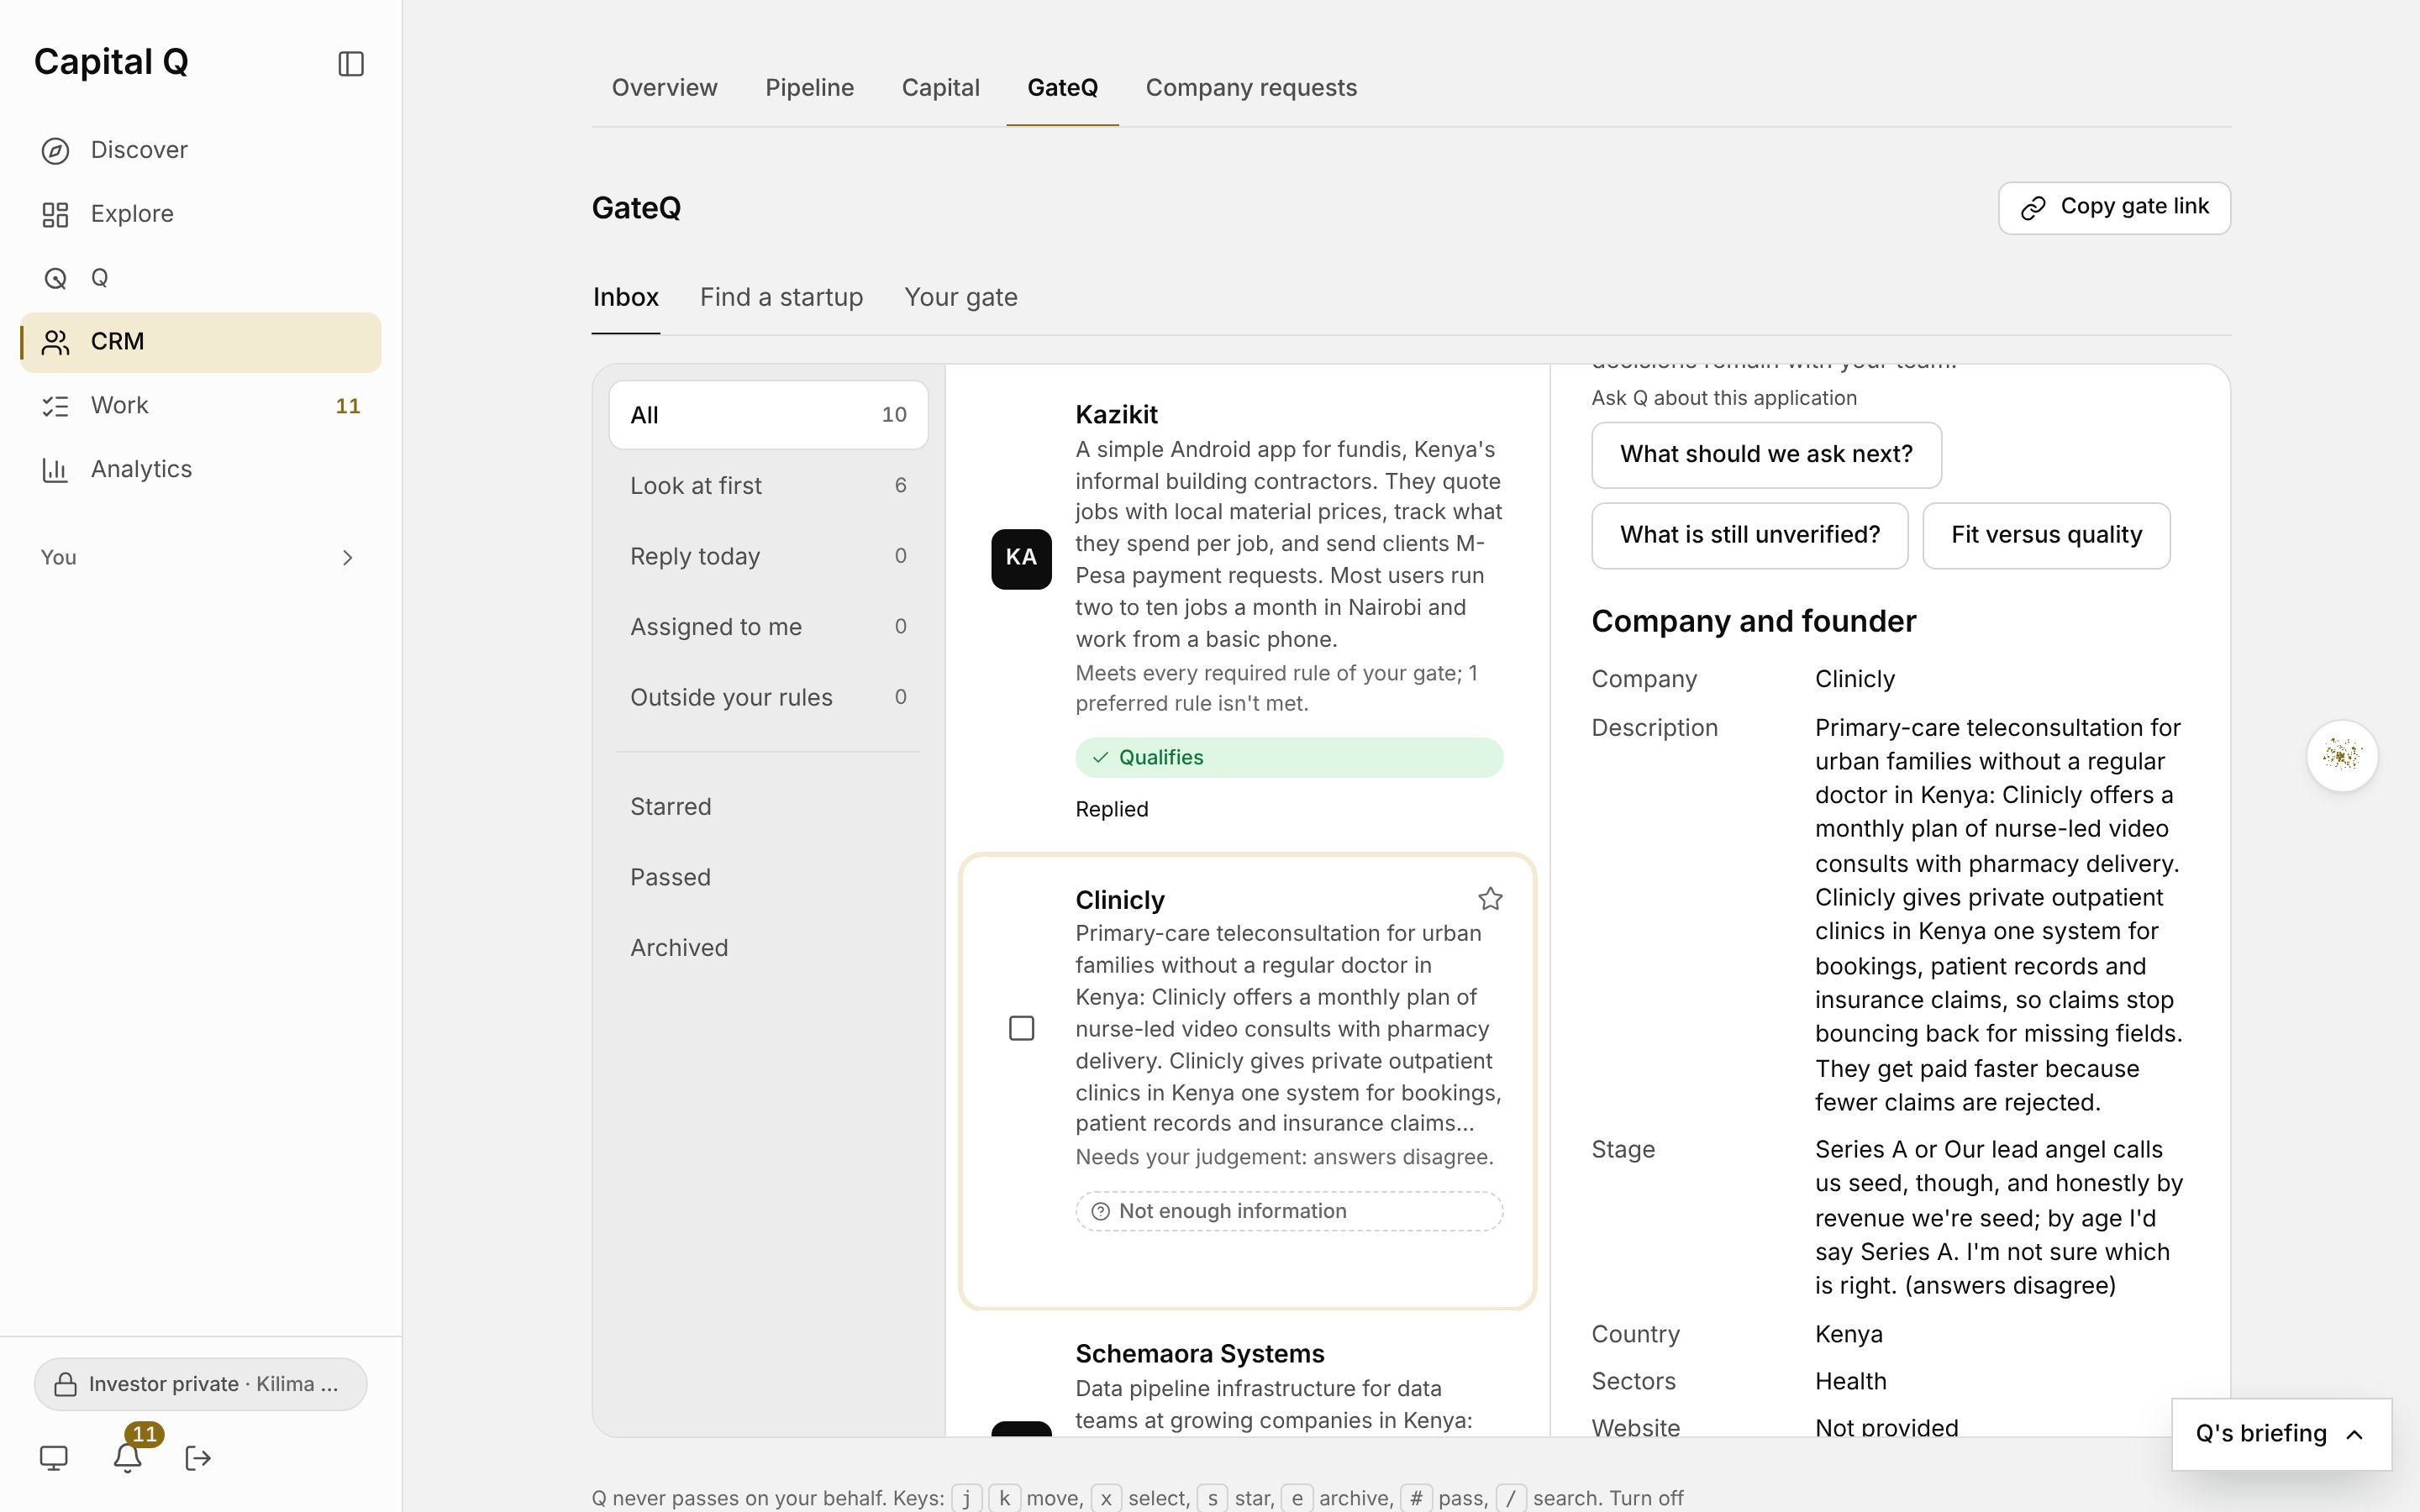 Capital Q
Discover
Explore
Q
CRM
Work 11
Analytics
You
Investor private · Kilima ...
11
Overview Pipeline Capital GateQ Company requests
GateQ
Copy gate link
Inbox Find a startup Your gate
All 10
Look at first 6
Reply today 0
Assigned to me 0
Outside your rules 0
Starred
Passed
Archived
Kazikit
A simple Android app for fundis, Kenya's
informal building contractors. They quote
jobs with local material prices, track what
they spend per job, and send clients M-
Pesa payment requests. Most users run
two to ten jobs a month in Nairobi and
work from a basic phone.
Meets every required rule of your gate; 1
preferred rule isn't met.
KA
Qualifies
Replied
Clinicly
Primary-care teleconsultation for urban
families without a regular doctor in
Kenya: Clinicly offers a monthly plan of
nurse-led video consults with pharmacy
delivery. Clinicly gives private outpatient
clinics in Kenya one system for bookings,
patient records and insurance claims...
Needs your judgement: answers disagree.
Not enough information
Schemaora Systems
Data pipeline infrastructure for data
teams at growing companies in Kenya:
decisions remain with your team.
Ask Q about this application
What should we ask next?
What is still unverified? Fit versus quality
Company and founder
Company Clinicly
Description Primary-care teleconsultation for
urban families without a regular
doctor in Kenya: Clinicly offers a
monthly plan of nurse-led video
consults with pharmacy delivery.
Clinicly gives private outpatient
clinics in Kenya one system for
bookings, patient records and
insurance claims, so claims stop
bouncing back for missing fields.
They get paid faster because
fewer claims are rejected.
Stage Series A or Our lead angel calls
us seed, though, and honestly by
revenue we're seed; by age I'd
say Series A. I'm not sure which
is right. (answers disagree)
Country Kenya
Sectors Health
Website Not provided
Q's briefing
Q never passes on your behalf. Keys: j k move, x select, s star, e archive, # pass, / search. Turn off